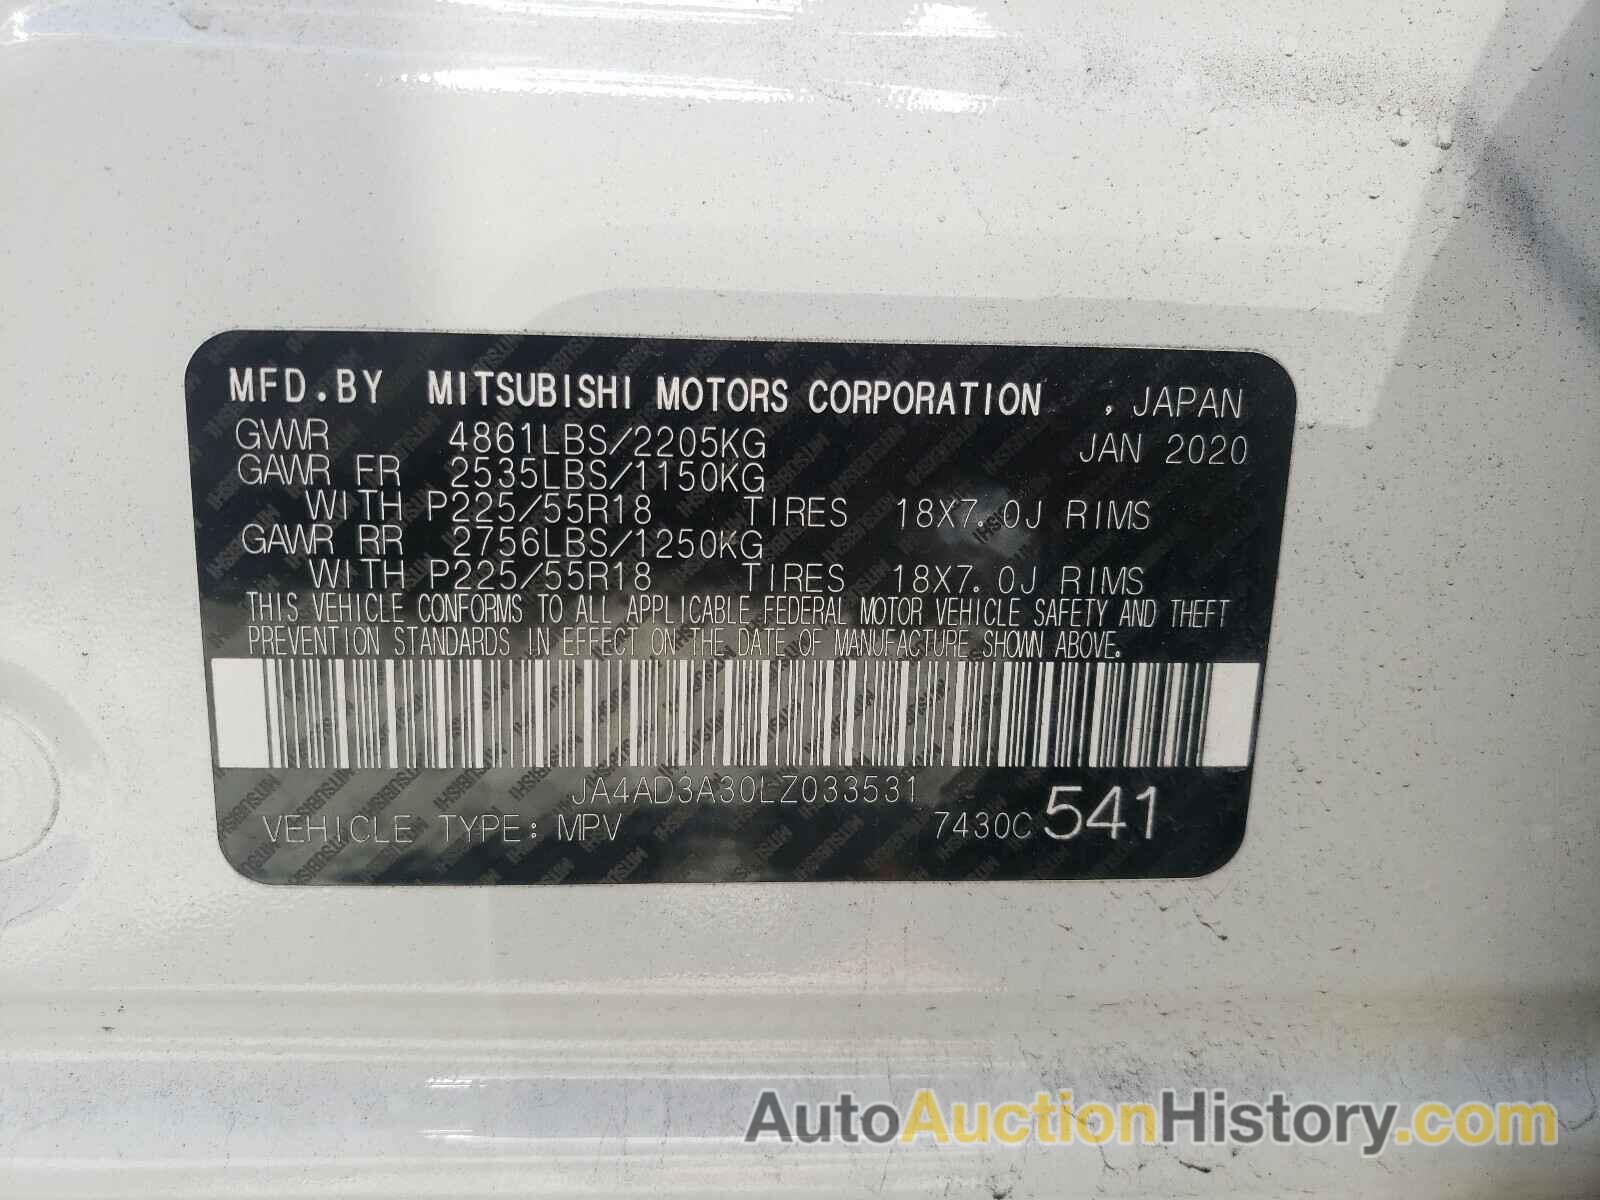 MFD.BY MITSUBISHI MOTORS CORPORATION , JAPAN
GVWR 4861LBS/2205KG JAN 2020
GAWR FR 2535LBS/1150KG
WITH P225/55R18 TIRES 18X7.0J RIMS
GAWR RR 2756LBS/1250KG
WITH P225/55R18 TIRES 18X7.0J RIMS
THIS VEHICLE CONFORMS TO ALL APPLICABLE FEDERAL MOTOR VEHICLE SAFETY AND THEFT
PREVENTION STANDARDS IN EFFECT ON THE DATE OF MANUFACTURE SHOWN ABOVE.
JA4AD3A30LZ033531
VEHICLE TYPE: MPV 7430C 541
AutoAuctionHistory.com